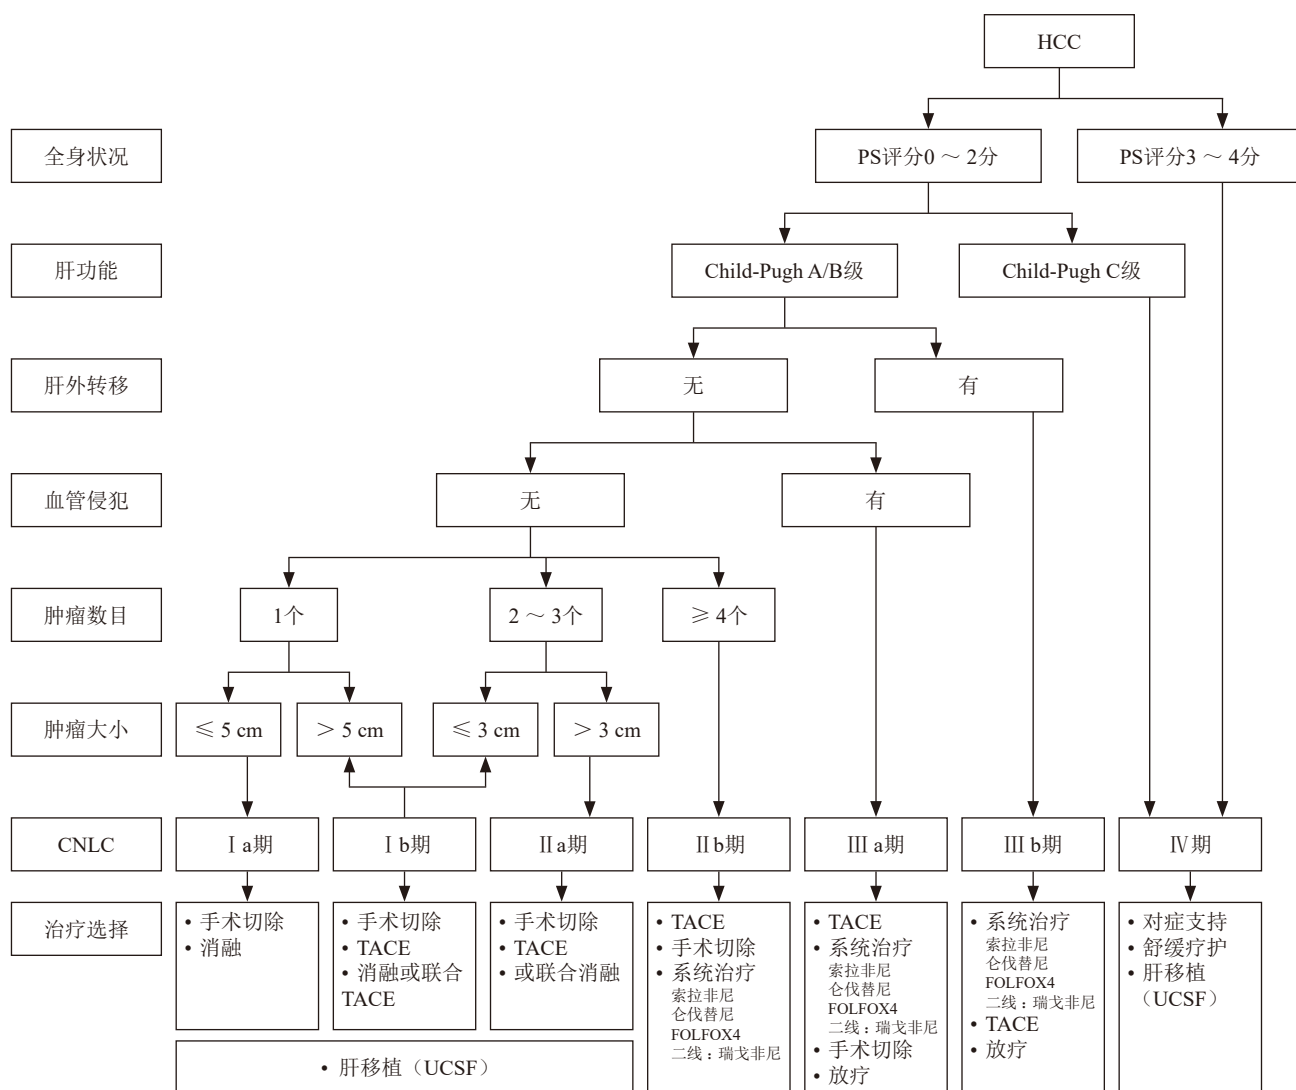 HCC
全身状况
PS评分0 ～ 2分
PS评分3 ～ 4分
肝功能
Child-Pugh A/B级
Child-Pugh C级
肝外转移
无
有
血管侵犯
无
有
肿瘤数目
1个
2 ～ 3个
≥ 4个
肿瘤大小
≤ 5 cm
＞ 5 cm
≤ 3 cm
＞ 3 cm
CNLC
Ⅰa期
Ⅰb期
Ⅱa期
Ⅱb期
Ⅲa期
Ⅲb期
Ⅳ期
治疗选择
• 手术切除
• 消融
• 手术切除
• TACE
• 消融或联合
TACE
• 手术切除
• TACE
• 或联合消融
• 肝移植（UCSF）
• TACE
• 手术切除
• 系统治疗
索拉非尼
仑伐替尼
FOLFOX4
二线：瑞戈非尼
• TACE
• 系统治疗
索拉非尼
仑伐替尼
FOLFOX4
二线：瑞戈非尼
• 手术切除
• 放疗
• 系统治疗
索拉非尼
仑伐替尼
FOLFOX4
二线：瑞戈非尼
• TACE
• 放疗
• 对症支持
• 舒缓疗护
• 肝移植
（UCSF）